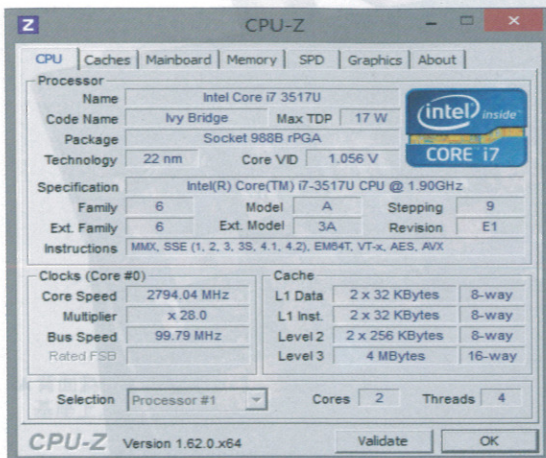 Z CPU-Z
CPU Caches Mainboard Memory SPD Graphics About
Processor
Name Intel Core i7 3517U
Code Name Ivy Bridge Max TDP 17 W
Package Socket 988B rPGA
Technology 22 nm Core VID 1.056 V
intel inside
CORE i7
Specification Intel(R) Core(TM) i7-3517U CPU @ 1.90GHz
Family 6 Model A Stepping 9
Ext. Family 6 Ext. Model 3A Revision E1
Instructions MMX, SSE (1, 2, 3, 3S, 4.1, 4.2), EM64T, VT-x, AES, AVX
Clocks (Core #0)
Core Speed 2794.04 MHz
Multiplier x 28.0
Bus Speed 99.79 MHz
Rated FSB
Cache
L1 Data 2 x 32 KBytes 8-way
L1 Inst. 2 x 32 KBytes 8-way
Level 2 2 x 256 KBytes 8-way
Level 3 4 MBytes 16-way
Selection Processor #1 Cores 2 Threads 4
CPU-Z Version 1.62.0.x64 Validate OK